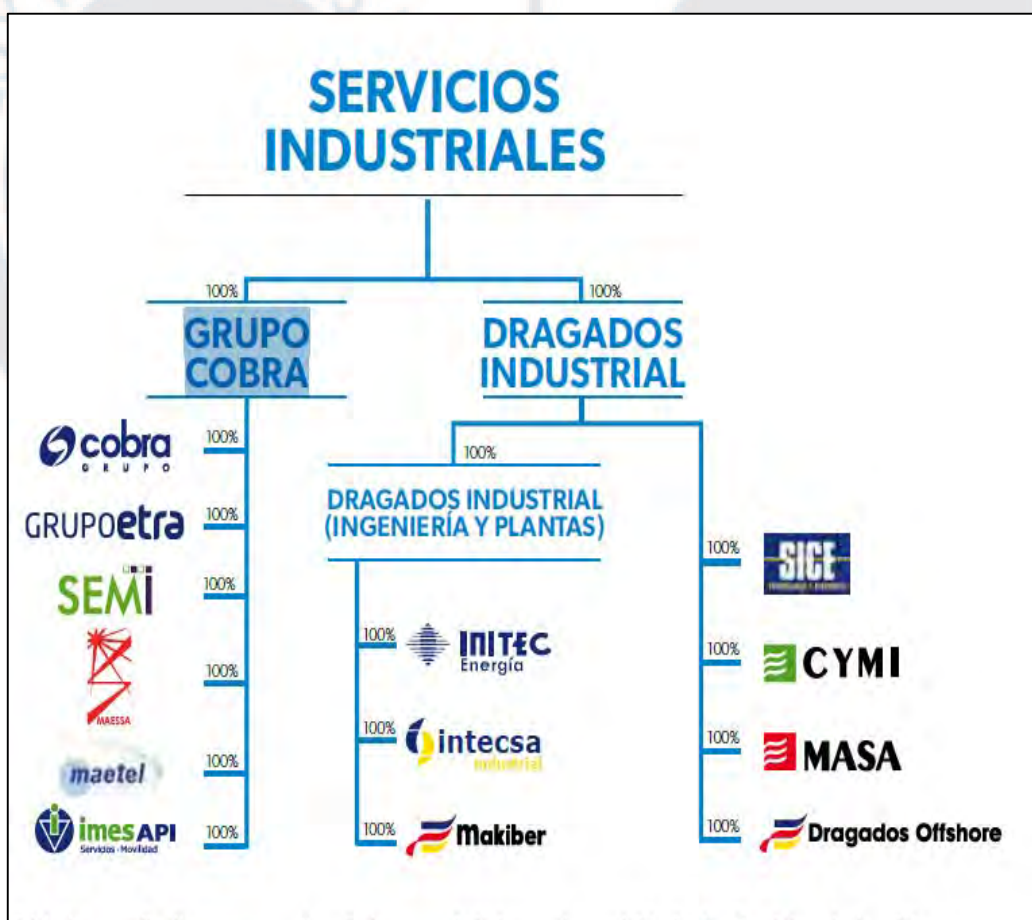 SERVICIOS
INDUSTRIALES
100%
100%
GRUPO
COBRA
DRAGADOS
INDUSTRIAL
cobra
GRUPO
100%
GRUPOetra
100%
SEMI
100%
MAESSA
100%
maetel
100%
imesAPI
Servicios - Movilidad
100%
100%
DRAGADOS INDUSTRIAL
(INGENIERÍA Y PLANTAS)
100%
INITEC
Energía
100%
intecsa
industrial
100%
Makiber
100%
SICE
100%
CYMI
100%
MASA
100%
Dragados Offshore